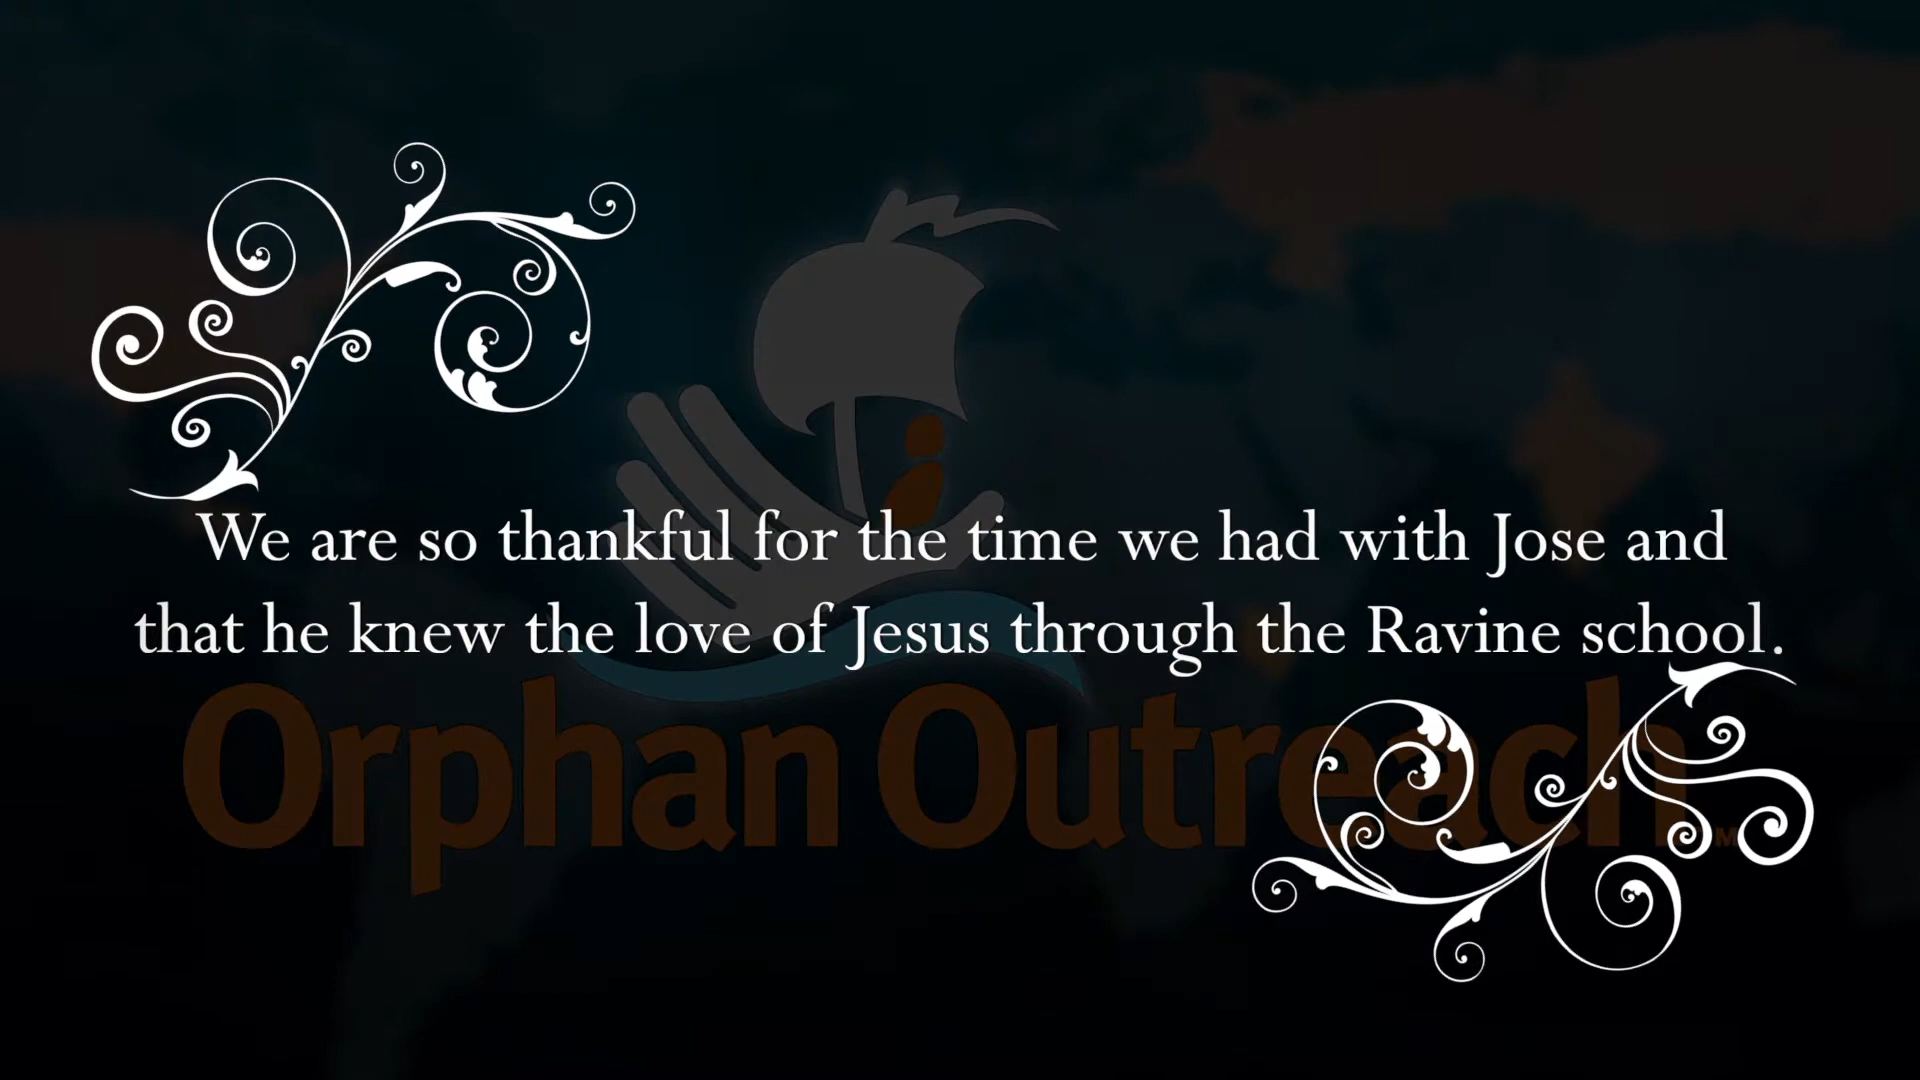 We are so thankful for the time we had with Jose and
that he knew the love of Jesus through the Ravine school.
Orphan Outreach